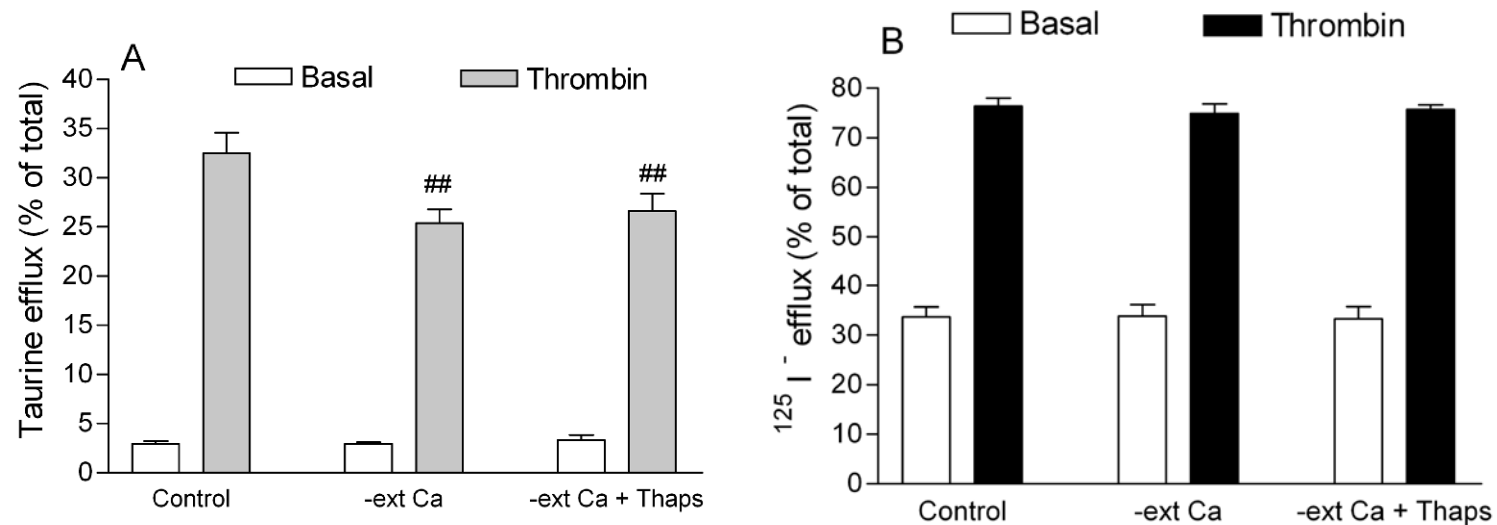 A
Basal
Thrombin
Taurine efflux (% of total)
40
35
30
25
20
15
10
5
0
##
##
Control
-ext Ca
-ext Ca + Thaps
B
Basal
Thrombin
125 I - efflux (% of total)
80
70
60
50
40
30
20
10
0
Control
-ext Ca
-ext Ca + Thaps